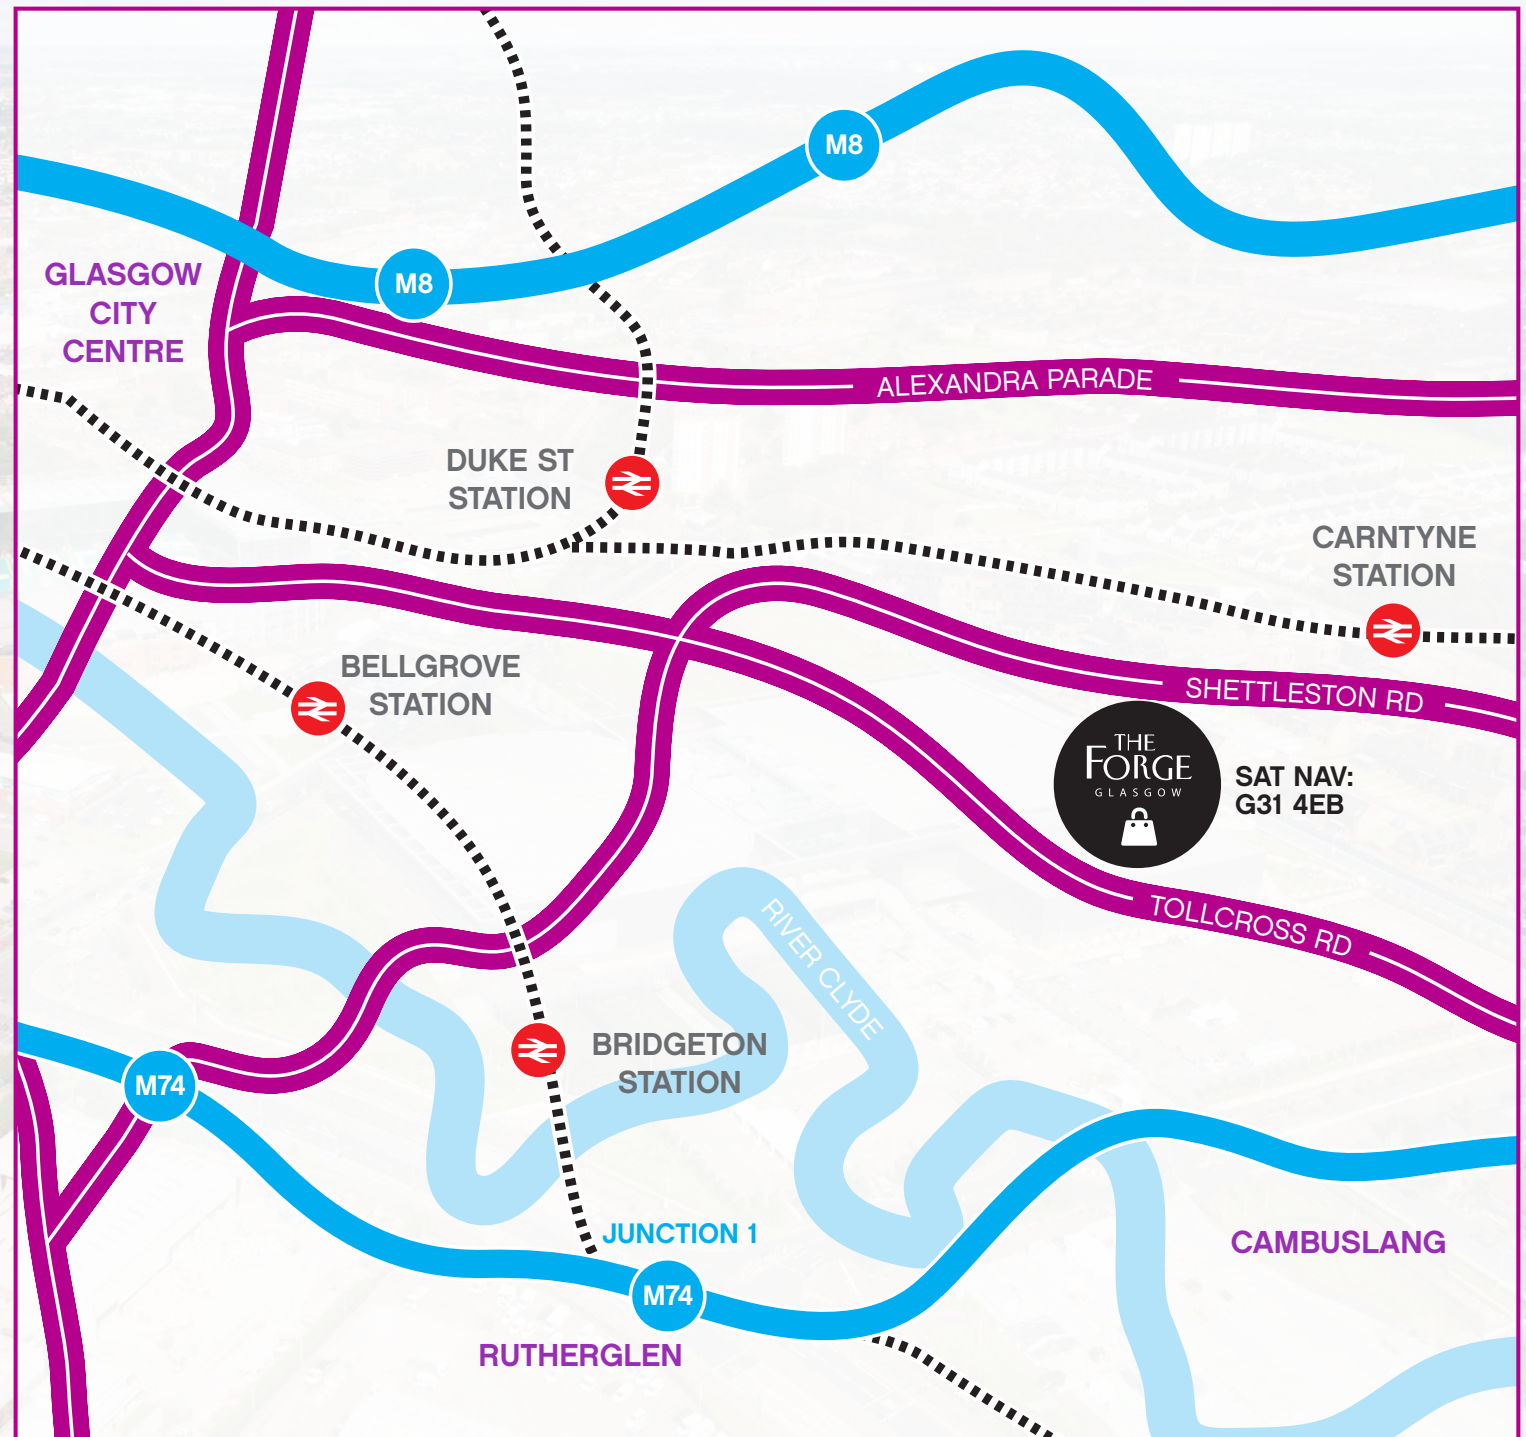 M8
M8
GLASGOW
CITY
CENTRE
ALEXANDRA PARADE
DUKE ST
STATION
CARNTYNE
STATION
BELLGROVE
STATION
SHETTLESTON RD
THE
FORGE
GLASGOW
SAT NAV:
G31 4EB
TOLLCROSS RD
RIVER CLYDE
BRIDGETON
STATION
M74
JUNCTION 1
M74
CAMBUSLANG
RUTHERGLEN